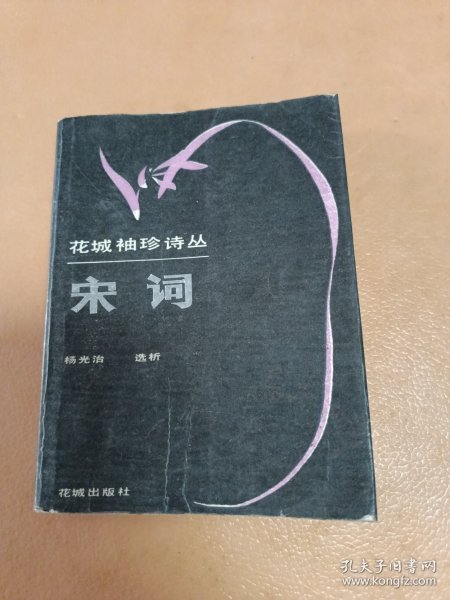 花城袖珍诗丛
宋词
杨光治 选析
花城出版社
孔夫子旧书网
www.kongfz.com